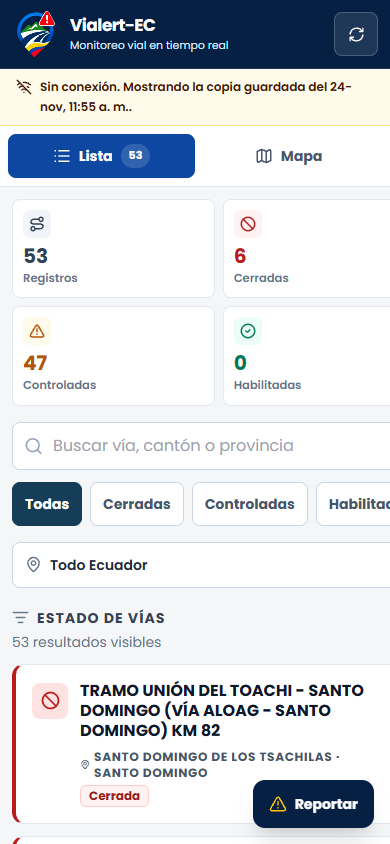 Vialert-EC
Monitoreo vial en tiempo real
Sin conexión. Mostrando la copia guardada del 24-
nov, 11:55 a. m..
Lista 53
Mapa
53
Registros
6
Cerradas
47
Controladas
0
Habilitadas
Buscar vía, cantón o provincia
Todas
Cerradas
Controladas
Habilitad
Todo Ecuador
ESTADO DE VÍAS
53 resultados visibles
TRAMO UNIÓN DEL TOACHI - SANTO
DOMINGO (VÍA ALOAG - SANTO
DOMINGO) KM 82
SANTO DOMINGO DE LOS TSACHILAS ·
SANTO DOMINGO
Cerrada
Reportar